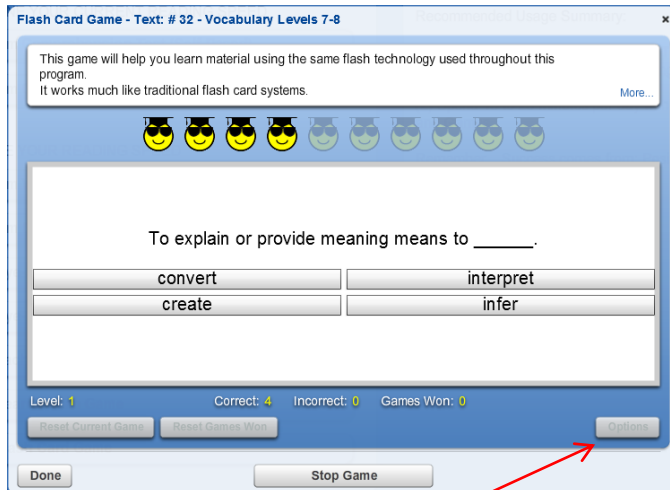 Flash Card Game - Text: # 32 - Vocabulary Levels 7-8
This game will help you learn material using the same flash technology used throughout this
program.
It works much like traditional flash card systems.
More...
To explain or provide meaning means to ______.
convert
interpret
create
infer
Level: 1 Correct: 4 Incorrect: 0 Games Won: 0
Reset Current Game Reset Games Won Options
Done Stop Game